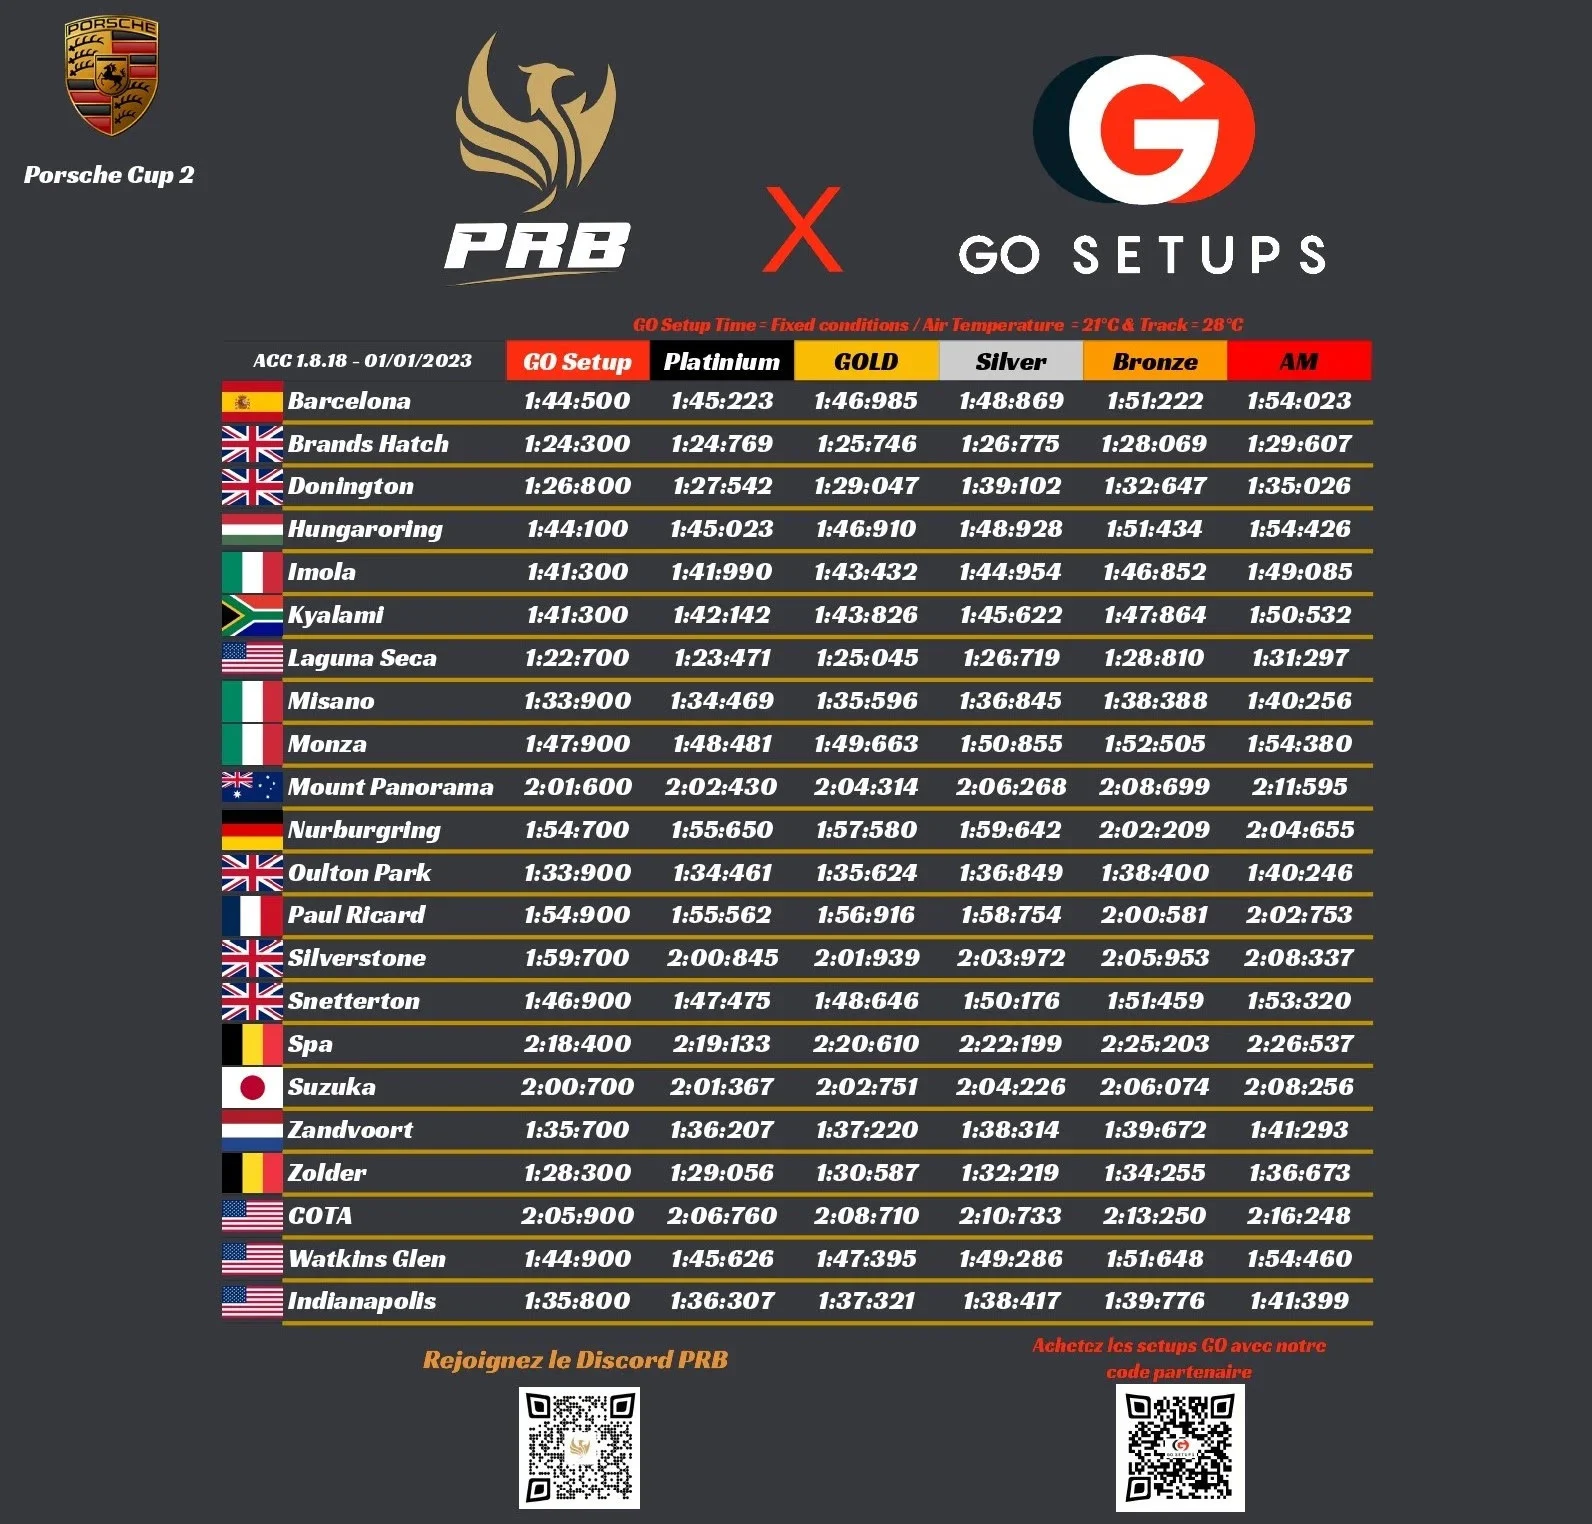 PORSCHE
Porsche Cup 2
PRB
X
G
GO SETUPS
GO Setup Time = Fixed conditions / Air Temperature = 21°C & Track = 28°C
ACC 1.8.18 - 01/01/2023 GO Setup Platinium GOLD Silver Bronze AM
Barcelona 1:44:500 1:45:223 1:46:985 1:48:869 1:51:222 1:54:023
Brands Hatch 1:24:300 1:24:769 1:25:746 1:26:775 1:28:069 1:29:607
Donington 1:26:800 1:27:542 1:29:047 1:39:102 1:32:647 1:35:026
Hungaroring 1:44:100 1:45:023 1:46:910 1:48:928 1:51:434 1:54:426
Imola 1:41:300 1:41:990 1:43:432 1:44:954 1:46:852 1:49:085
Kyalami 1:41:300 1:42:142 1:43:826 1:45:622 1:47:864 1:50:532
Laguna Seca 1:22:700 1:23:471 1:25:045 1:26:719 1:28:810 1:31:297
Misano 1:33:900 1:34:469 1:35:596 1:36:845 1:38:388 1:40:256
Monza 1:47:900 1:48:481 1:49:663 1:50:855 1:52:505 1:54:380
Mount Panorama 2:01:600 2:02:430 2:04:314 2:06:268 2:08:699 2:11:595
Nurburgring 1:54:700 1:55:650 1:57:580 1:59:642 2:02:209 2:04:655
Oulton Park 1:33:900 1:34:461 1:35:624 1:36:849 1:38:400 1:40:246
Paul Ricard 1:54:900 1:55:562 1:56:916 1:58:754 2:00:581 2:02:753
Silverstone 1:59:700 2:00:845 2:01:939 2:03:972 2:05:953 2:08:337
Snetterton 1:46:900 1:47:475 1:48:646 1:50:176 1:51:459 1:53:320
Spa 2:18:400 2:19:133 2:20:610 2:22:199 2:25:203 2:26:537
Suzuka 2:00:700 2:01:367 2:02:751 2:04:226 2:06:074 2:08:256
Zandvoort 1:35:700 1:36:207 1:37:220 1:38:314 1:39:672 1:41:293
Zolder 1:28:300 1:29:056 1:30:587 1:32:219 1:34:255 1:36:673
COTA 2:05:900 2:06:760 2:08:710 2:10:733 2:13:250 2:16:248
Watkins Glen 1:44:900 1:45:626 1:47:395 1:49:286 1:51:648 1:54:460
Indianapolis 1:35:800 1:36:307 1:37:321 1:38:417 1:39:776 1:41:399
Rejoignez le Discord PRB
Achetez les setups GO avec notre
code partenaire
G
GO SETUPS